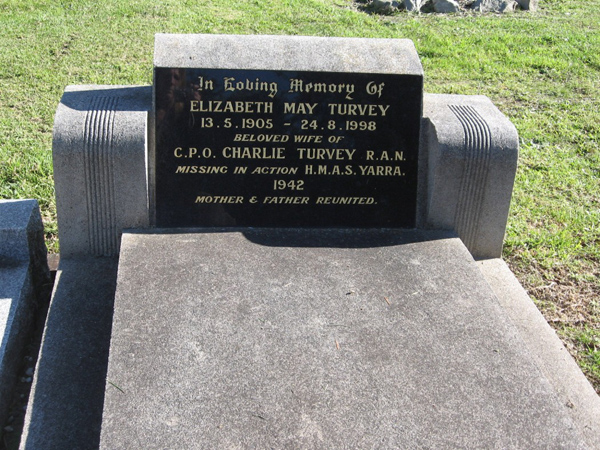 In Loving Memory Of
ELIZABETH MAY TURVEY
13.5.1905 - 24.8.1998
BELOVED WIFE OF
C.P.O. CHARLIE TURVEY R.A.N.
MISSING IN ACTION H.M.A.S. YARRA.
1942
MOTHER & FATHER REUNITED.